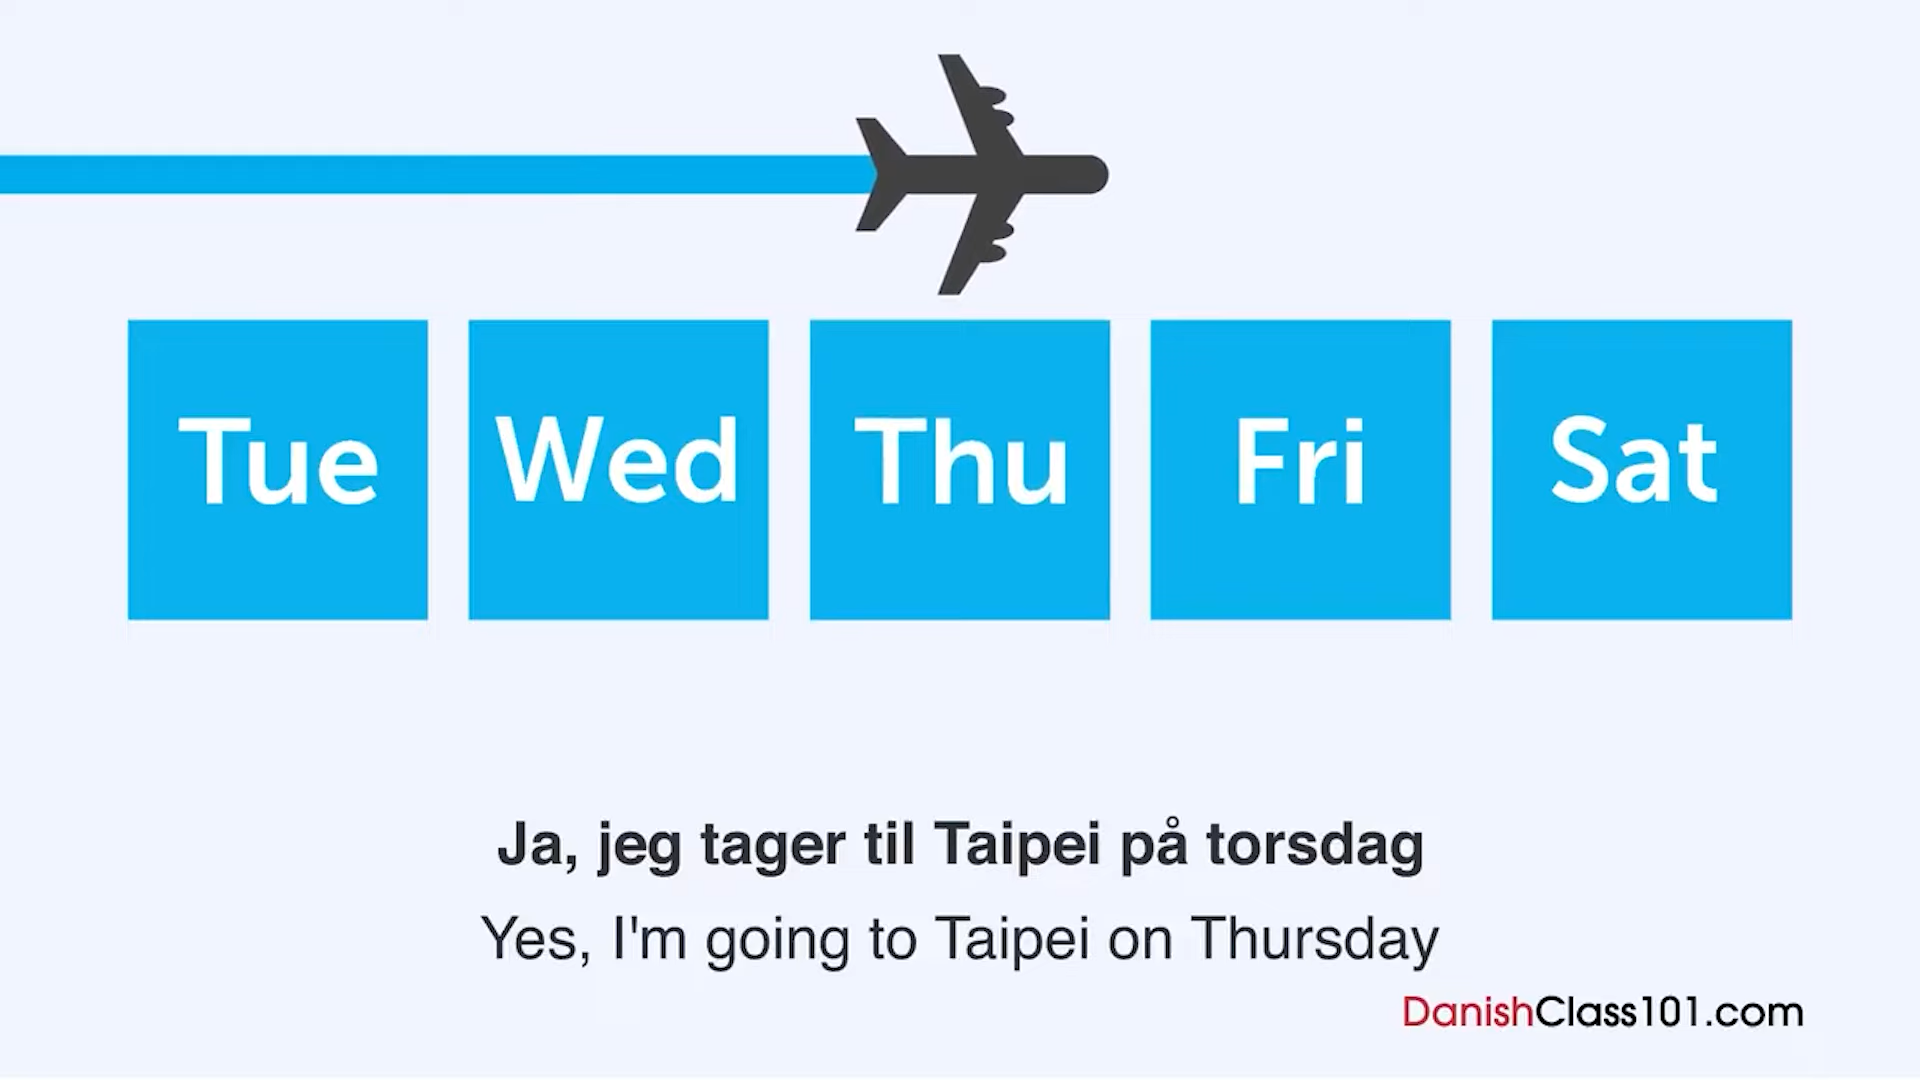 Tue Wed Thu Fri Sat
Ja, jeg tager til Taipei på torsdag
Yes, I'm going to Taipei on Thursday
DanishClass101.com